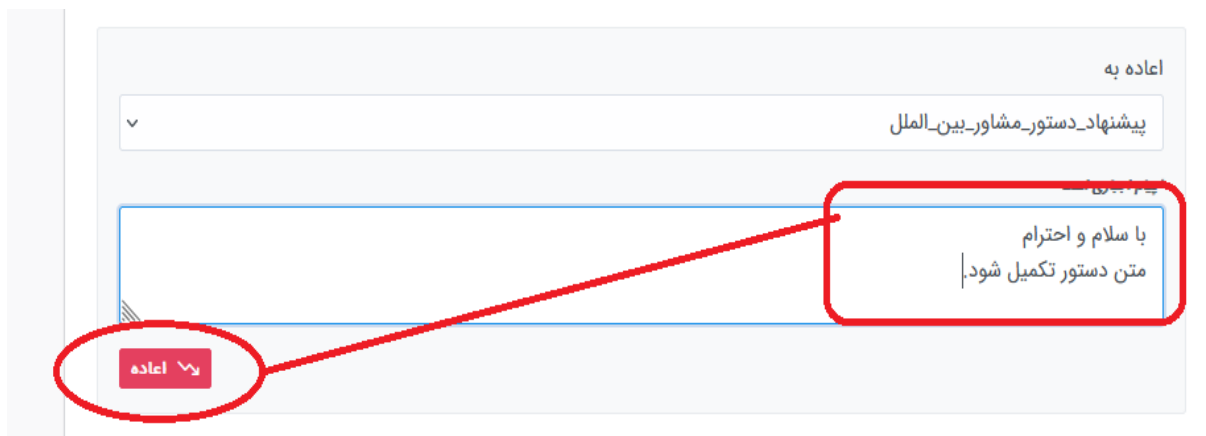 اعاده به
پیشنهاد_دستور_مشاور_بین_الملل
با سلام و احترام
متن دستور تکمیل شود.
اعاده